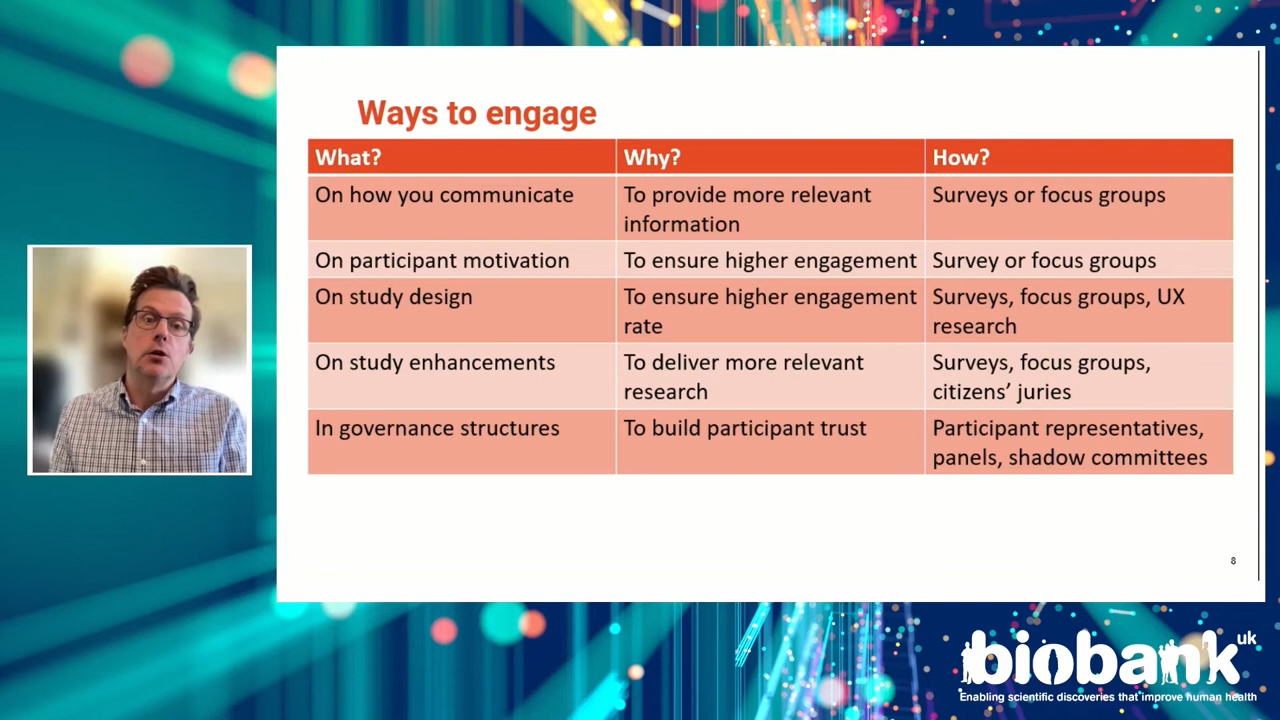 Ways to engage
What? Why? How?
On how you communicate To provide more relevant Surveys or focus groups
information
On participant motivation To ensure higher engagement Survey or focus groups
On study design To ensure higher engagement Surveys, focus groups, UX
rate research
On study enhancements To deliver more relevant Surveys, focus groups,
research citizens’ juries
In governance structures To build participant trust Participant representatives,
panels, shadow committees
8
biobank uk
Enabling scientific discoveries that improve human health